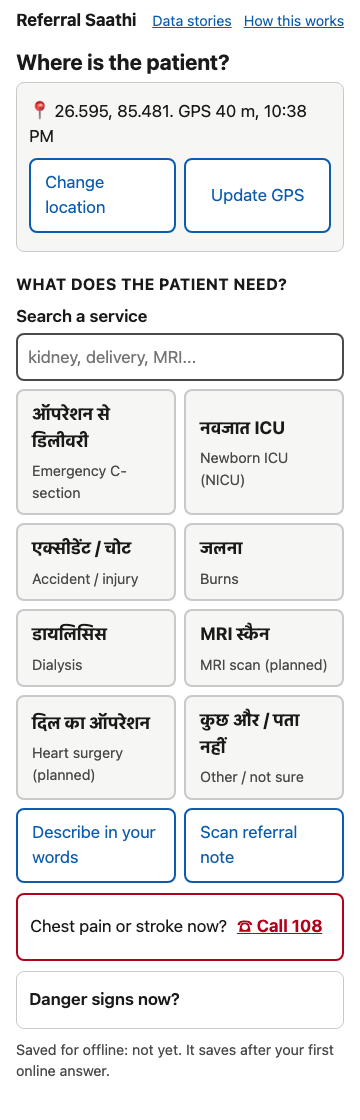 Referral Saathi Data stories How this works
Where is the patient?
📍 26.595, 85.481. GPS 40 m, 10:38
PM
Change
location
Update GPS
WHAT DOES THE PATIENT NEED?
Search a service
kidney, delivery, MRI...
ऑपरेशन से
डिलीवरी
Emergency C-
section
नवजात ICU
Newborn ICU
(NICU)
एक्सीडेंट / चोट
Accident / injury
जलना
Burns
डायलिसिस
Dialysis
MRI स्कैन
MRI scan (planned)
दिल का ऑपरेशन
Heart surgery
(planned)
कुछ और / पता
नहीं
Other / not sure
Describe in your
words
Scan referral
note
Chest pain or stroke now? ☎ Call 108
Danger signs now?
Saved for offline: not yet. It saves after your first
online answer.